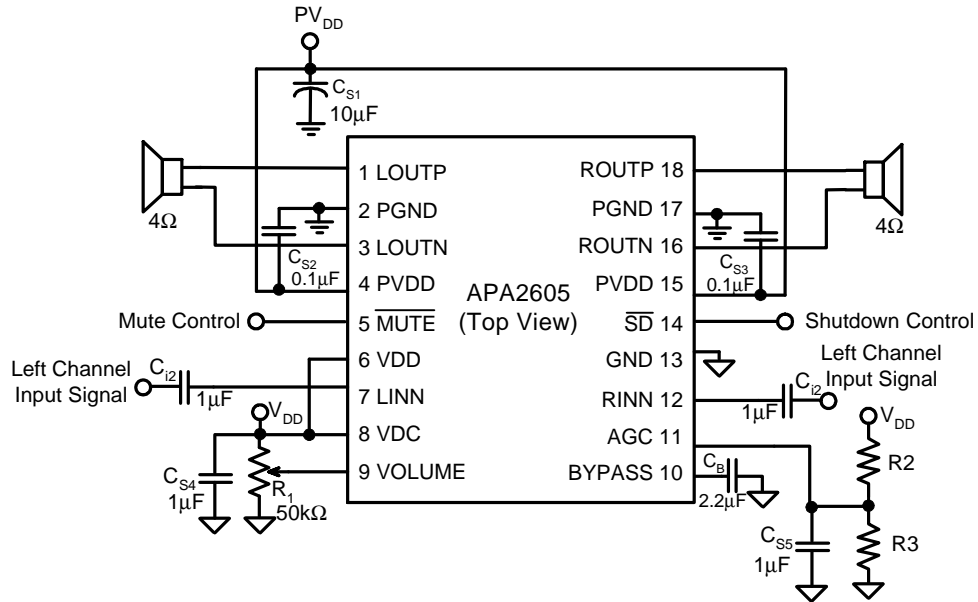 PVDD
CS1
10μF
1 LOUTP
ROUTP 18
2 PGND
PGND 17
4Ω
4Ω
3 LOUTN
ROUTN 16
CS2
0.1μF
CS3
0.1μF
4 PVDD
PVDD 15
APA2605
(Top View)
Mute Control
5 MUTE
SD 14
Shutdown Control
6 VDD
GND 13
Left Channel
Input Signal
Ci2
1μF
7 LINN
RINN 12
Left Channel
Input Signal
Ci2
1μF
VDD
8 VDC
AGC 11
VDD
CS4
1μF
R1
50kΩ
9 VOLUME
BYPASS 10
CB
2.2μF
R2
CS5
1μF
R3